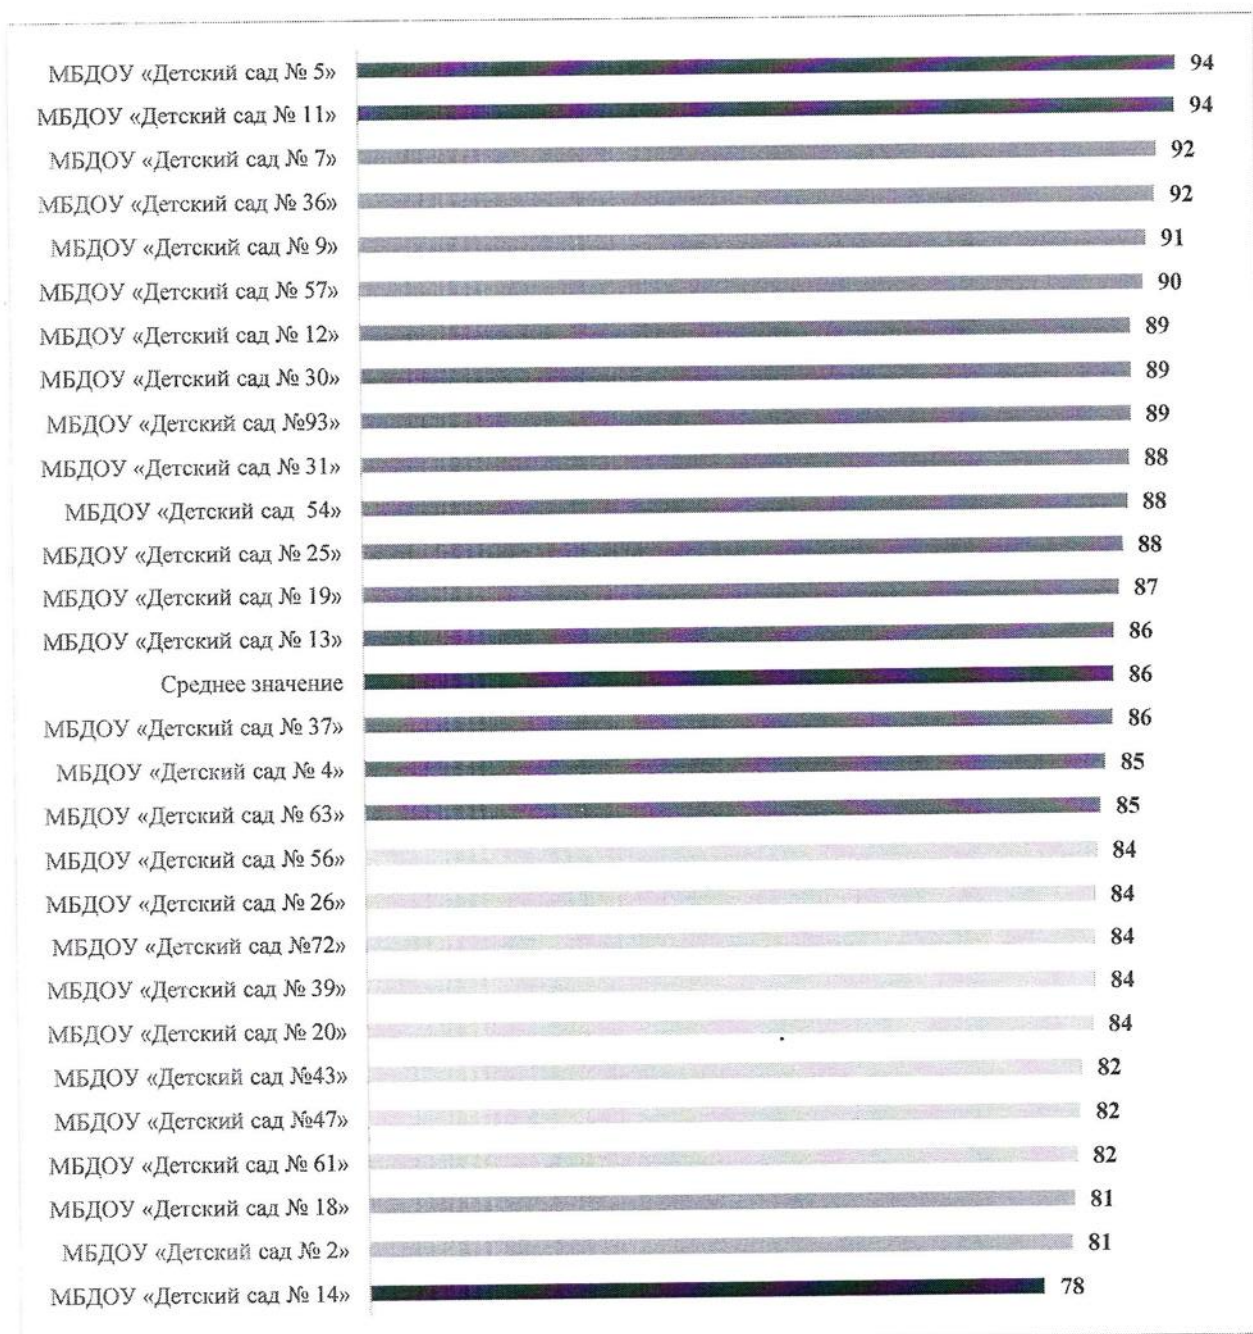 МБДОУ «Детский сад № 5» 94
МБДОУ «Детский сад № 11» 94
МБДОУ «Детский сад № 7» 92
МБДОУ «Детский сад № 36» 92
МБДОУ «Детский сад № 9» 91
МБДОУ «Детский сад № 57» 90
МБДОУ «Детский сад № 12» 89
МБДОУ «Детский сад № 30» 89
МБДОУ «Детский сад №93» 89
МБДОУ «Детский сад № 31» 88
МБДОУ «Детский сад 54» 88
МБДОУ «Детский сад № 25» 88
МБДОУ «Детский сад № 19» 87
МБДОУ «Детский сад № 13» 86
Среднее значение 86
МБДОУ «Детский сад № 37» 86
МБДОУ «Детский сад № 4» 85
МБДОУ «Детский сад № 63» 85
МБДОУ «Детский сад № 56» 84
МБДОУ «Детский сад № 26» 84
МБДОУ «Детский сад №72» 84
МБДОУ «Детский сад № 39» 84
МБДОУ «Детский сад № 20» 84
МБДОУ «Детский сад №43» 82
МБДОУ «Детский сад №47» 82
МБДОУ «Детский сад № 61» 82
МБДОУ «Детский сад № 18» 81
МБДОУ «Детский сад № 2» 81
МБДОУ «Детский сад № 14» 78